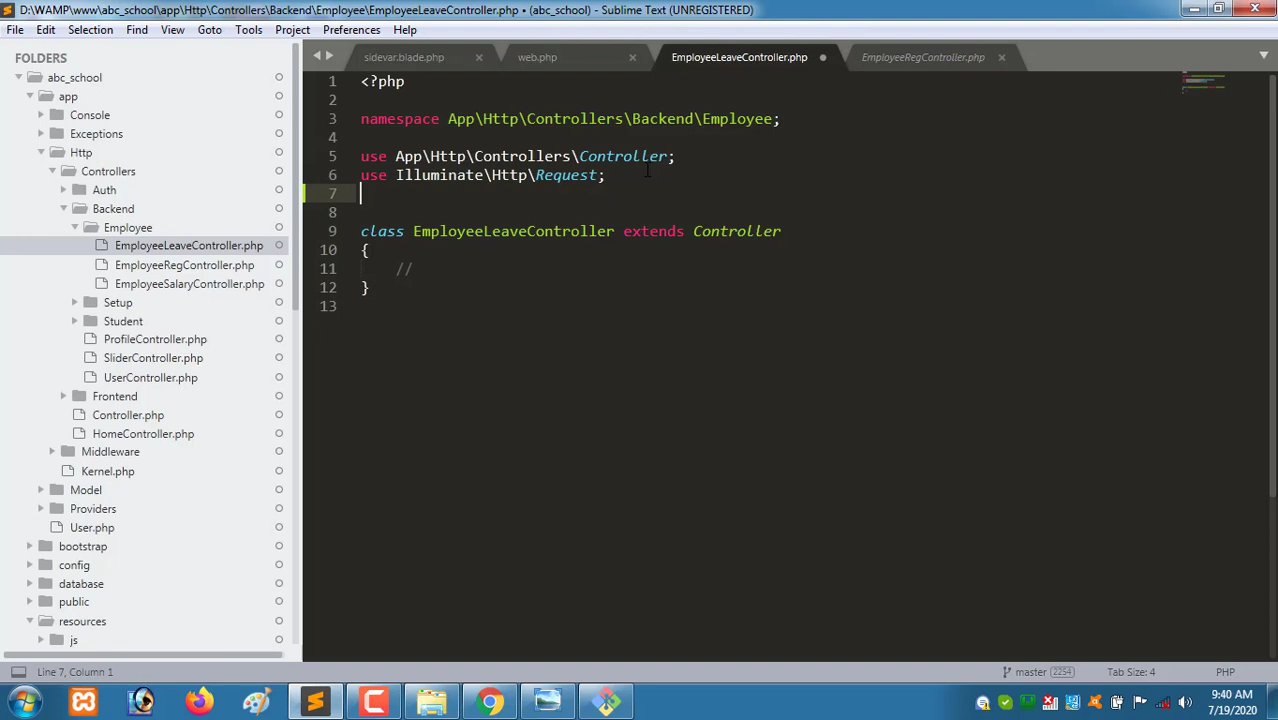 D:\WAMP\www\abc_school\app\Http\Controllers\Backend\Employee\EmployeeLeaveController.php • (abc_school) - Sublime Text (UNREGISTERED)
File Edit Selection Find View Goto Tools Project Preferences Help
FOLDERS
abc_school
app
Console
Exceptions
Http
Controllers
Auth
Backend
Employee
EmployeeLeaveController.php
EmployeeRegController.php
EmployeeSalaryController.php
Setup
Student
ProfileController.php
SliderController.php
UserController.php
Frontend
Controller.php
HomeController.php
Middleware
Kernel.php
Model
Providers
User.php
bootstrap
config
database
public
resources
js
sidevar.blade.php web.php EmployeeLeaveController.php EmployeeRegController.php
1 <?php
2
3 namespace App\Http\Controllers\Backend\Employee;
4
5 use App\Http\Controllers\Controller;
6 use Illuminate\Http\Request;
7
8
9 class EmployeeLeaveController extends Controller
10 {
11 //
12 }
13
Line 7, Column 1 master 2254 Tab Size: 4 PHP
9:40 AM
7/19/2020